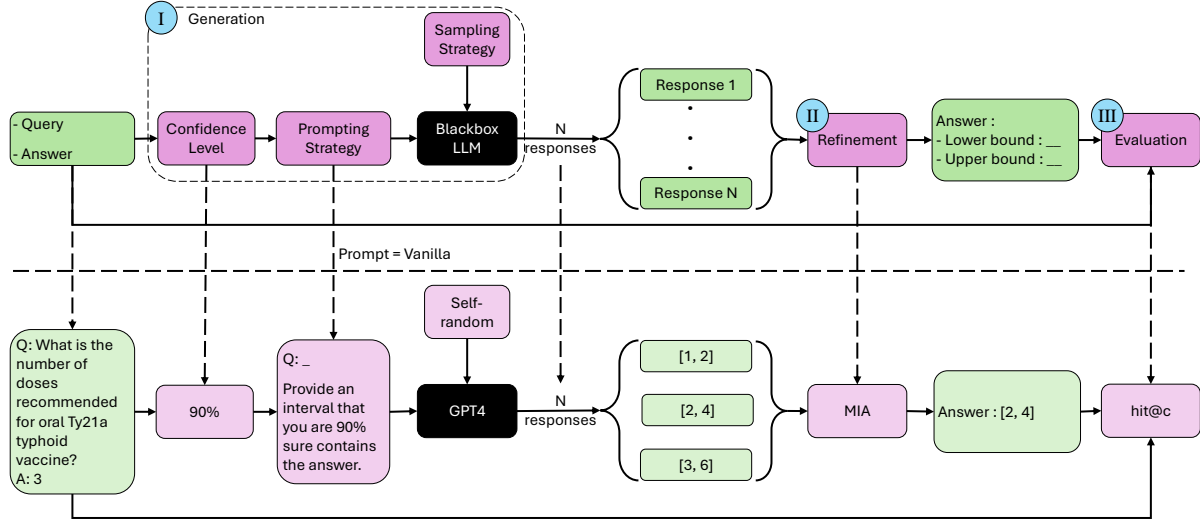 I
Generation
Sampling
Strategy
- Query
- Answer
Confidence
Level
Prompting
Strategy
Blackbox
LLM
N
responses
Response 1
Response N
II
Refinement
Answer :
- Lower bound : __
- Upper bound : __
III
Evaluation
Prompt = Vanilla
Q: What is the
number of
doses
recommended
for oral Ty21a
typhoid
vaccine?
A: 3
90%
Q: _
Provide an
interval that
you are 90%
sure contains
the answer.
Self-
random
GPT4
N
responses
[1, 2]
[2, 4]
[3, 6]
MIA
Answer : [2, 4]
hit@c